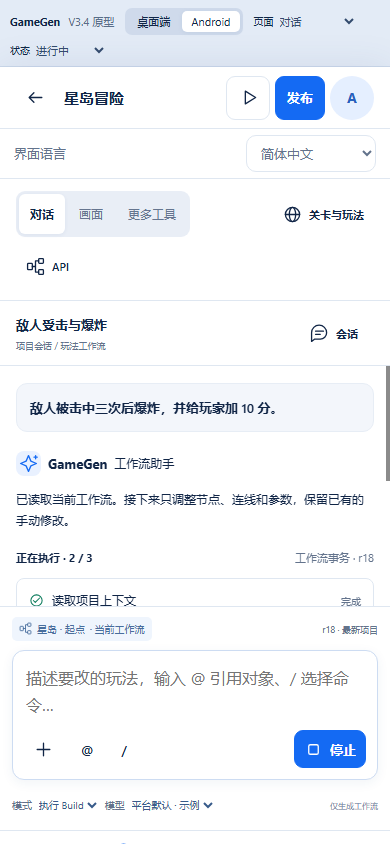 GameGen V3.4 原型 桌面端 Android 页面 对话
状态 进行中
星岛冒险 发布 A
界面语言 简体中文
对话 画面 更多工具 关卡与玩法
API
敌人受击与爆炸
项目会话 / 玩法工作流 会话
敌人被击中三次后爆炸，并给玩家加 10 分。
GameGen 工作流助手
已读取当前工作流。接下来只调整节点、连线和参数，保留已有的
手动修改。
正在执行 · 2 / 3 工作流事务 · r18
读取项目上下文 完成
星岛 · 起点 · 当前工作流 r18 · 最新项目
描述要改的玩法，输入 @ 引用对象、/ 选择命
令...
@ / 停止
模式 执行 Build 模型 平台默认 · 示例 仅生成工作流